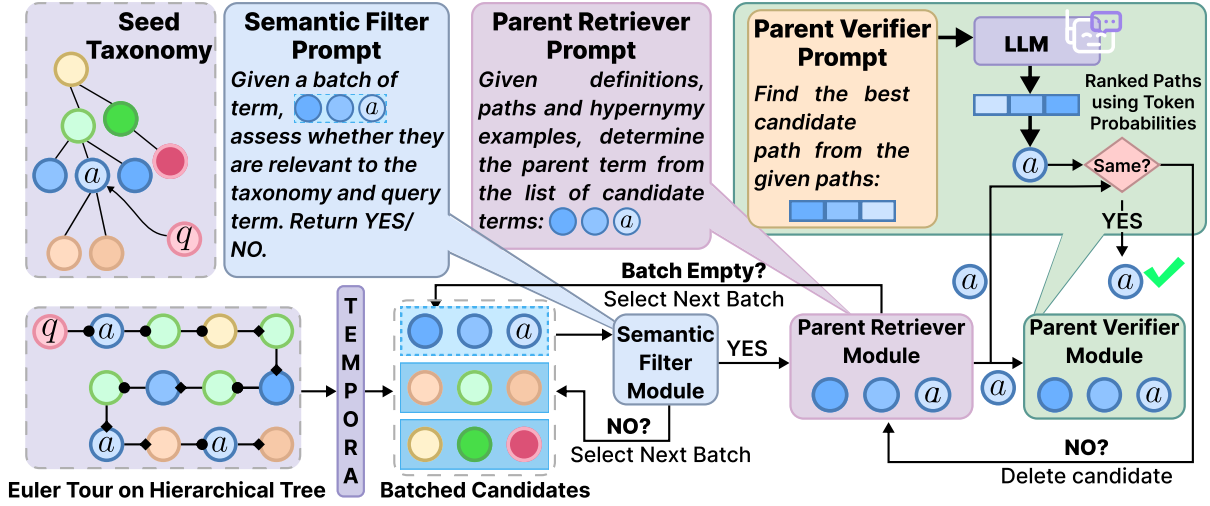 Seed
Taxonomy
a
q
Semantic Filter
Prompt
Given a batch of
term, a
assess whether they
are relevant to the
taxonomy and query
term. Return YES/
NO.
Parent Retriever
Prompt
Given definitions,
paths and hypernymy
examples, determine
the parent term from
the list of candidate
terms: a
Parent Verifier
Prompt
Find the best
candidate
path from the
given paths:
LLM
Ranked Paths
using Token
Probabilities
a
Same?
YES
a
a
Batch Empty?
Select Next Batch
q a
a a
Euler Tour on Hierarchical Tree
T
E
M
P
O
R
A
a
Batched Candidates
Semantic
Filter
Module
NO?
Select Next Batch
YES
Parent Retriever
Module
a
a
Parent Verifier
Module
a
NO?
Delete candidate